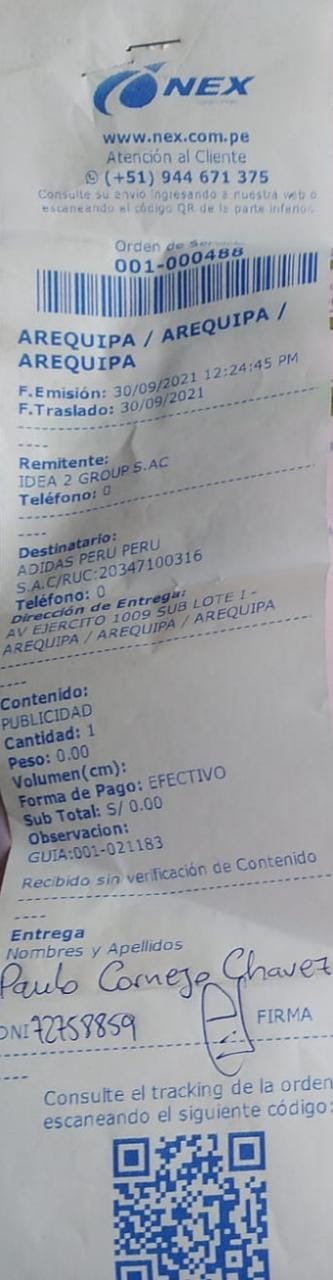 NEX
www.nex.com.pe
Atención al Cliente
(+51) 944 671 375
Consulte su envio ingresando a nuestra web o
escaneando el código QR de la parte inferior.
Orden de Servicio
001-000488
AREQUIPA / AREQUIPA /
AREQUIPA
F.Emisión: 30/09/2021 12:24:45 PM
F.Traslado: 30/09/2021
----
Remitente:
IDEA 2 GROUP S.AC
Teléfono: 0
----
Destinatario:
ADIDAS PERU PERU
S.A.C/RUC:20347100316
Teléfono: 0
Dirección de Entrega:
AV EJERCITO 1009 SUB LOTE 1 -
AREQUIPA / AREQUIPA / AREQUIPA
----
Contenido:
PUBLICIDAD
Cantidad: 1
Peso: 0.00
Volumen(cm):
Forma de Pago: EFECTIVO
Sub Total: S/ 0.00
Observacion:
GUIA:001-021183
Recibido sin verificación de Contenido
----
Entrega
Nombres y Apellidos
Paulo Cornejo Chavez
DNI 72758859 FIRMA
----
Consulte el tracking de la orden
escaneando el siguiente código: